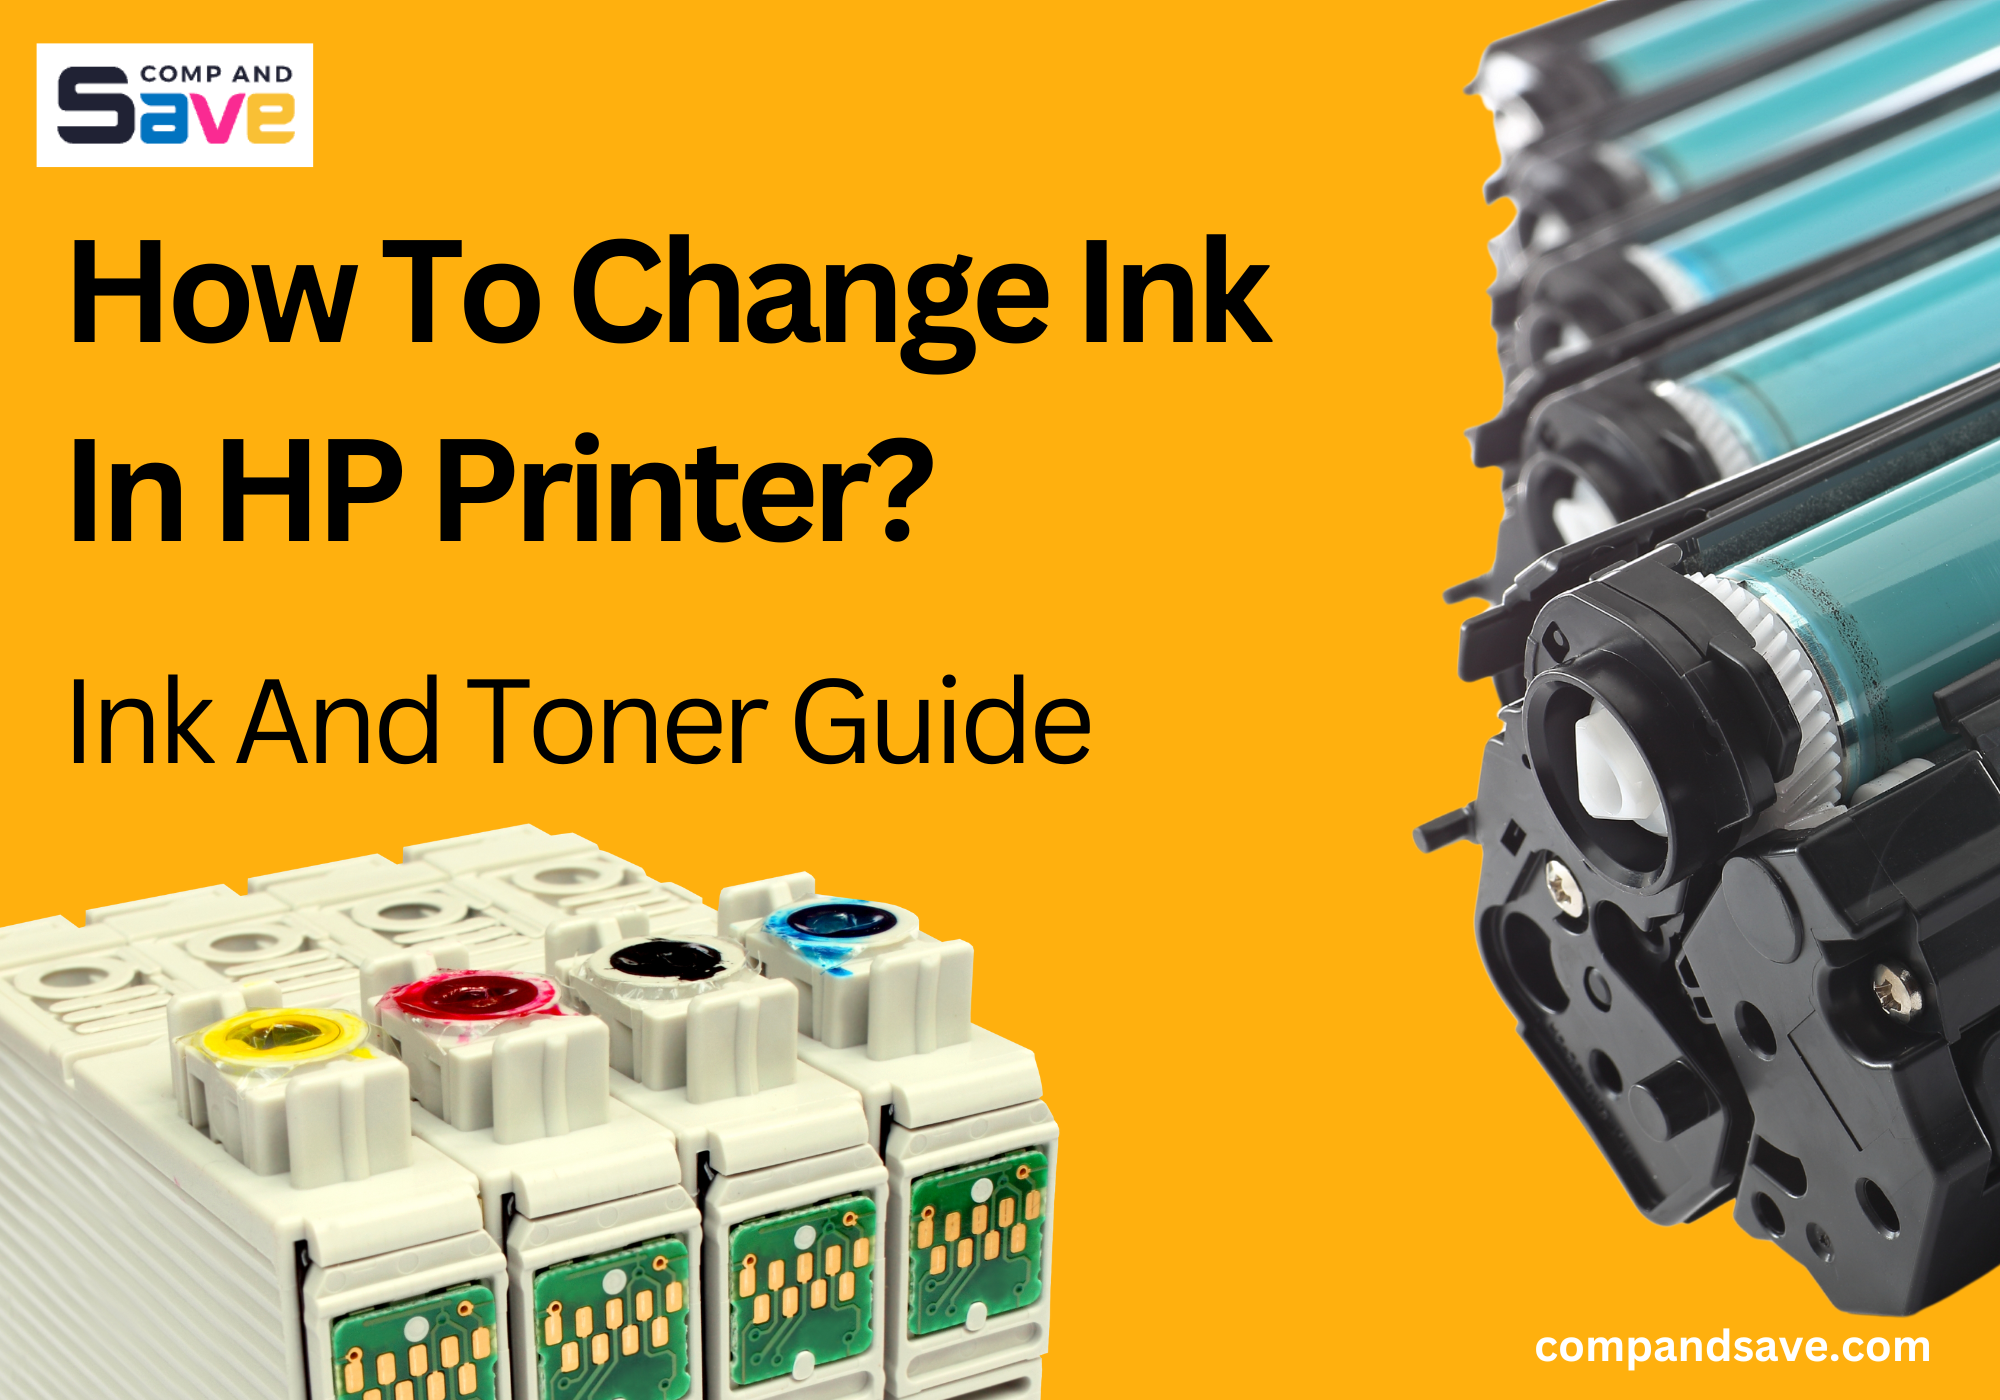 COMP AND
Save
How To Change Ink
In HP Printer?
Ink And Toner Guide
compandsave.com